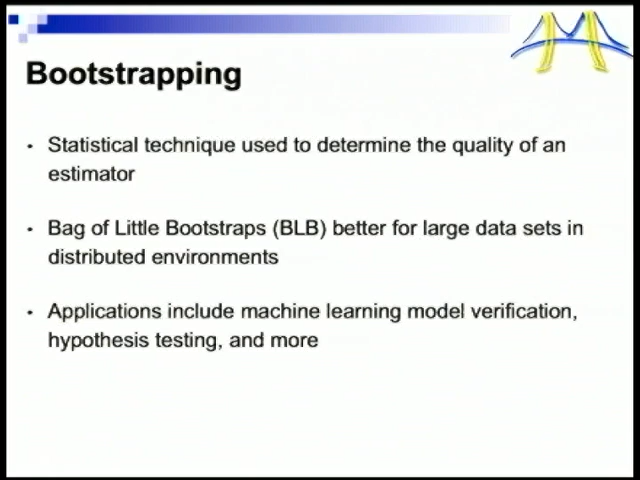 Bootstrapping
• Statistical technique used to determine the quality of an
estimator
• Bag of Little Bootstraps (BLB) better for large data sets in
distributed environments
• Applications include machine learning model verification,
hypothesis testing, and more